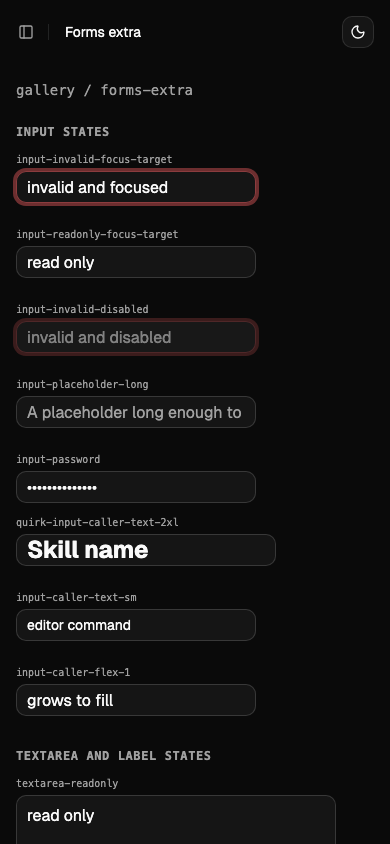 Forms extra
gallery / forms-extra
INPUT STATES
input-invalid-focus-target
invalid and focused
input-readonly-focus-target
read only
input-invalid-disabled
invalid and disabled
input-placeholder-long
A placeholder long enough to
input-password
••••••••••••••
quirk-input-caller-text-2xl
Skill name
input-caller-text-sm
editor command
input-caller-flex-1
grows to fill
TEXTAREA AND LABEL STATES
textarea-readonly
read only